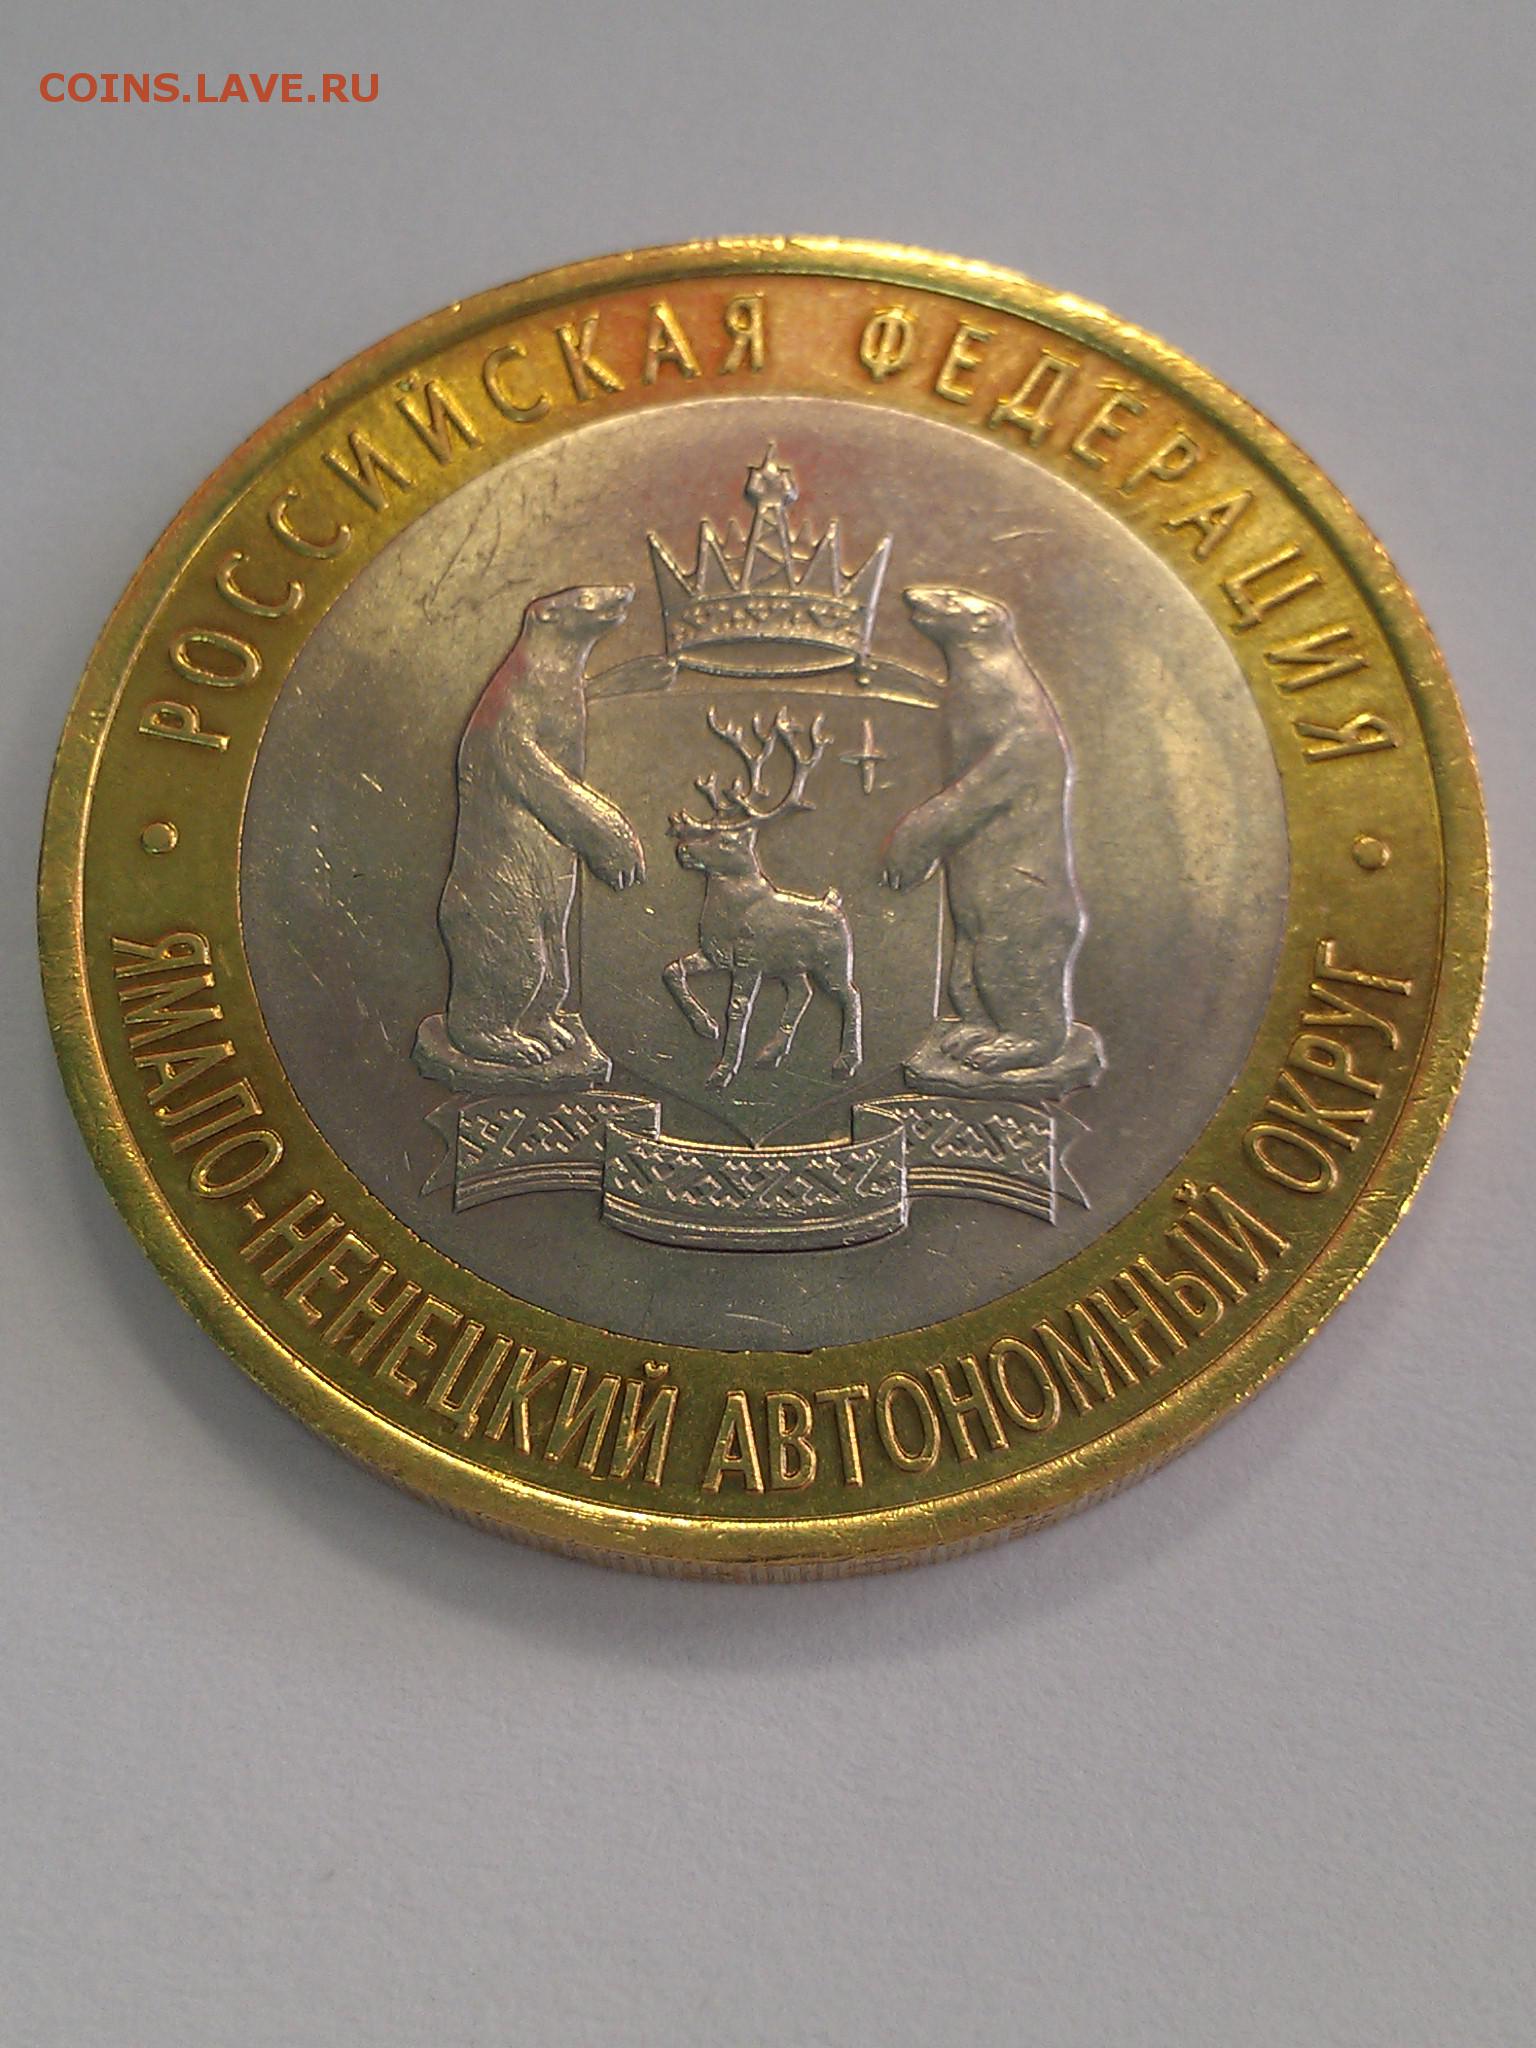 COINS.LAVE.RU
РОССИЙСКАЯ ФЕДЕРАЦИЯ
ЯМАЛО-НЕНЕЦКИЙ АВТОНОМНЫЙ ОКРУГ